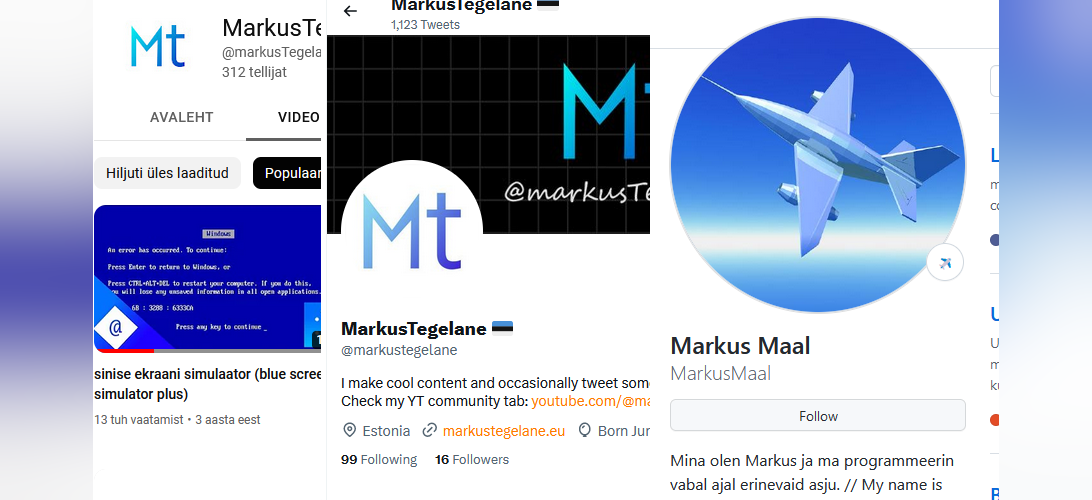 Mt
MarkusTe
@markusTegela
312 tellijat
AVALEHT
VIDEO
Hiljuti üles laaditud
Populaar
Windows
An error has occurred. To continue:
Press Enter to return to Windows, or
Press CTRL+ALT+DEL to restart your computer. If you do this,
you will lose any unsaved information in all open applications.
68 : 3288 : 6333CA
Press any key to continue _
@
sinise ekraani simulaator (blue scree
simulator plus)
13 tuh vaatamist • 3 aasta eest
MarkusTegelane
1,123 Tweets
Mt
@markusTe
Mt
MarkusTegelane
@markustegelane
I make cool content and occasionally tweet som
Check my YT community tab: youtube.com/@ma
Estonia
markustegelane.eu
Born Jur
99 Following
16 Followers
Markus Maal
MarkusMaal
Follow
Mina olen Markus ja ma programmeerin
vabal ajal erinevaid asju. // My name is